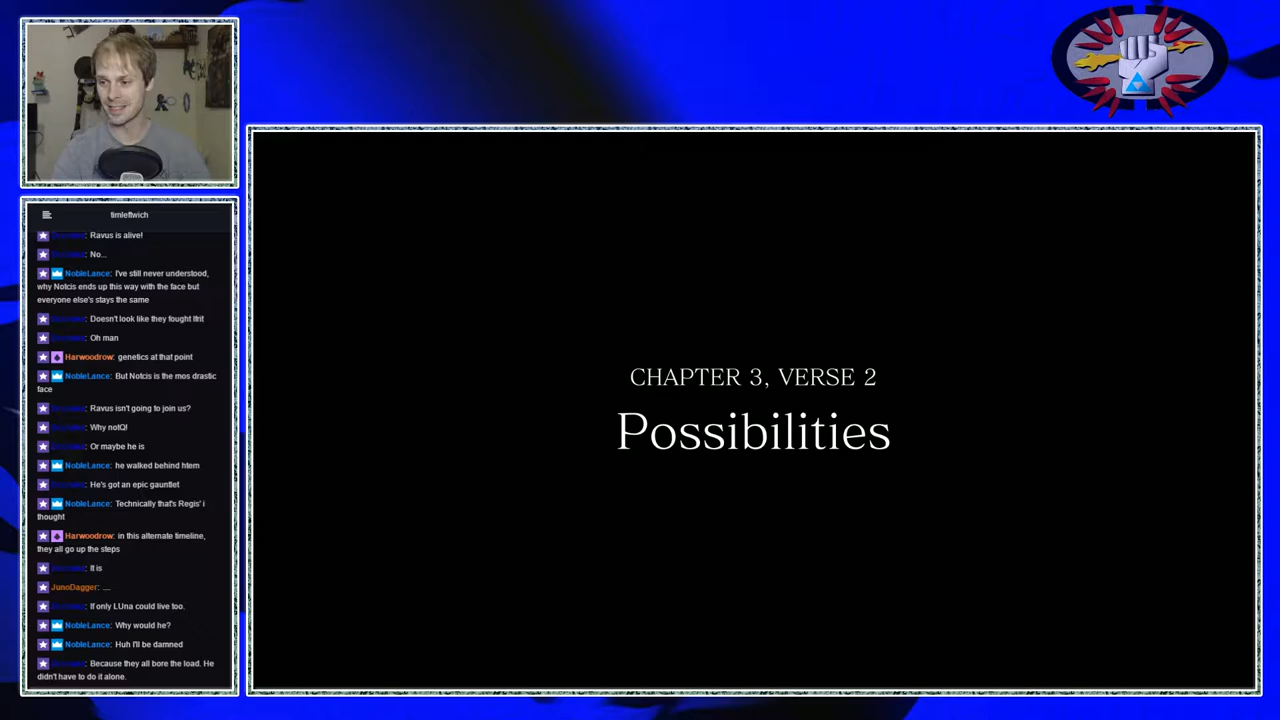 timleftwich
Ravus is alive!
No...
NobleLance: I've still never understood,
why Notcis ends up this way with the face but
everyone else's stays the same
Doesn't look like they fought Ifrit
Oh man
Harwoodrow: genetics at that point
NobleLance: But Notcis is the mos drastic
face
Ravus isn't going to join us?
Why notQ!
Or maybe he is
NobleLance: he walked behind htem
He's got an epic gauntlet
NobleLance: Technically that's Regis' i
thought
Harwoodrow: in this alternate timeline,
they all go up the steps
It is
JunoDagger: ....
If only LUna could live too.
NobleLance: Why would he?
NobleLance: Huh I'll be damned
Because they all bore the load. He
didn't have to do it alone.
CHAPTER 3, VERSE 2
Possibilities